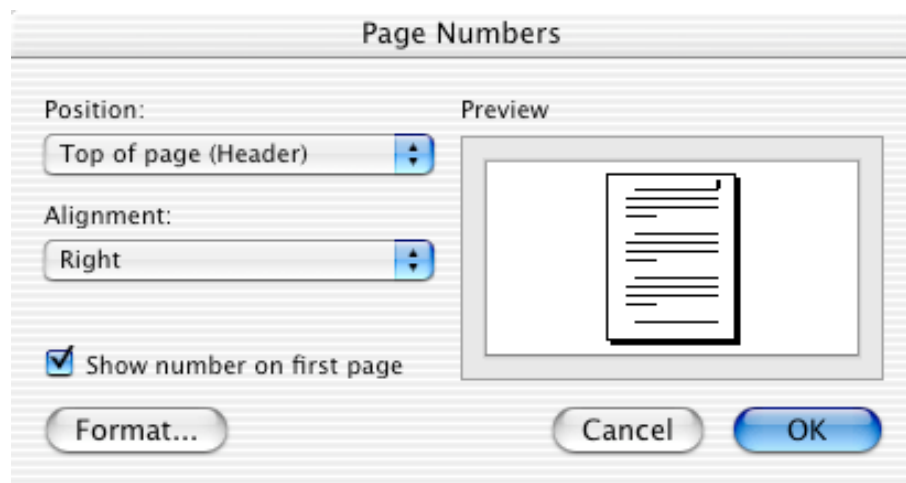 Page Numbers
Position:
Top of page (Header)
Alignment:
Right
Show number on first page
Format...
Preview
Cancel
OK